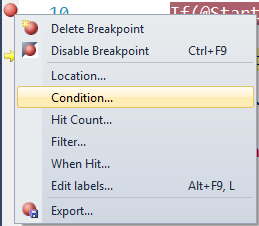 10 If(@Start
Delete Breakpoint
Disable Breakpoint Ctrl+F9
Location...
Condition...
Hit Count...
Filter...
When Hit...
Edit labels... Alt+F9, L
Export...